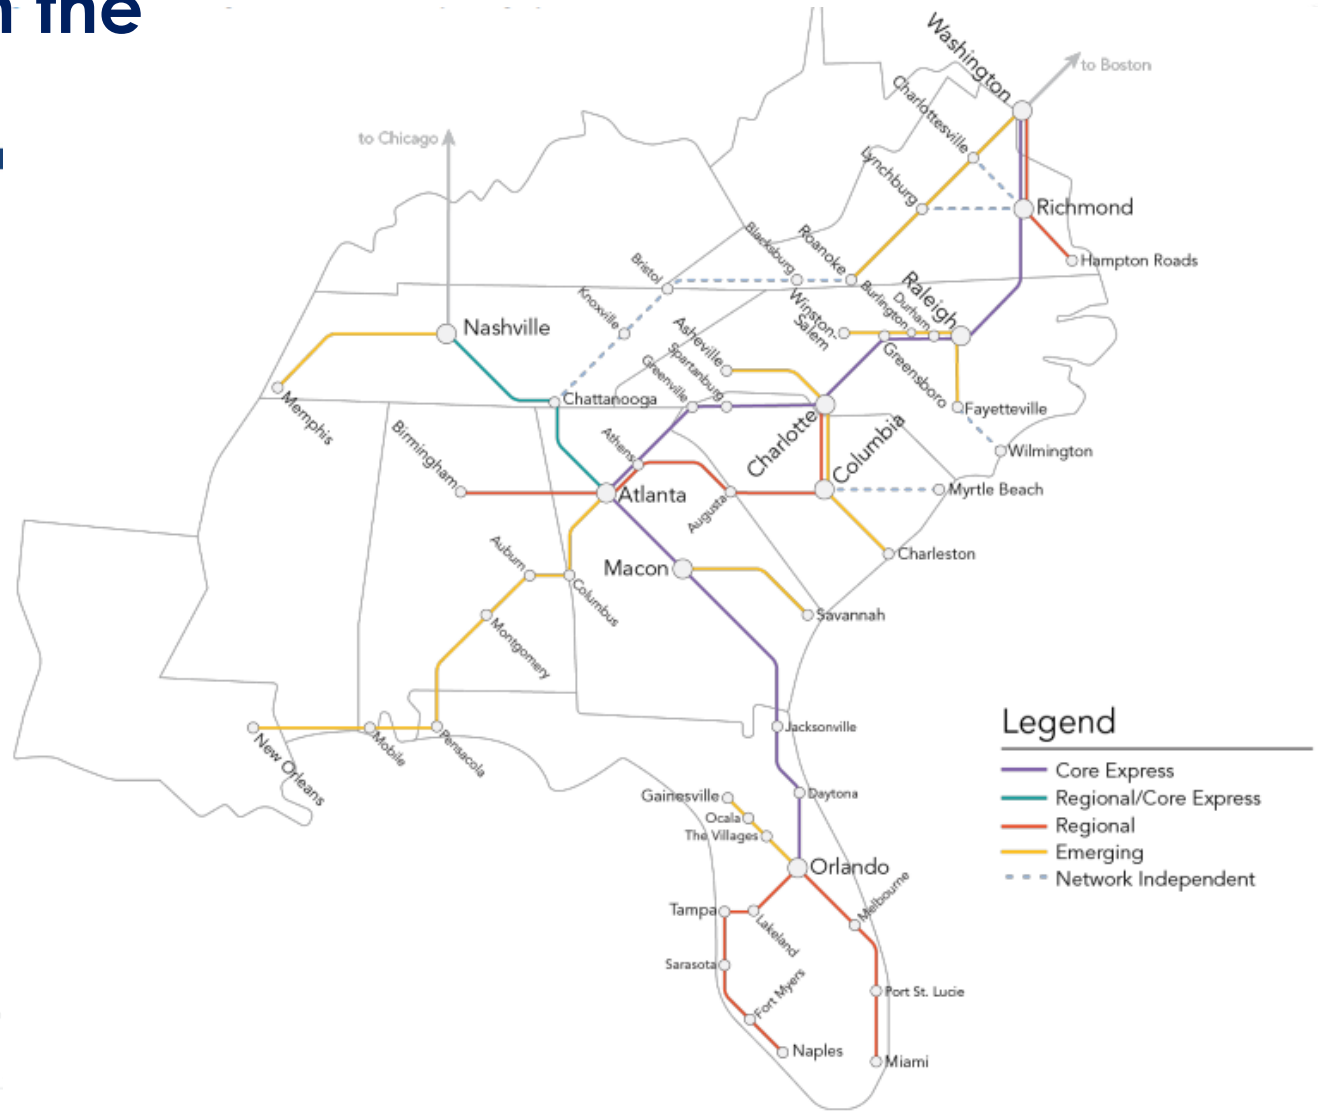 the
Washington
to Boston
Charlottesville
to Chicago
Lynchburg
Richmond
Blacksburg
Roanoke
Hampton Roads
Bristol
Knoxville
Winston-
Salem
Burlington
Durham
Raleigh
Nashville
Asheville
Spartanburg
Greenville
Greensboro
Memphis
Chattanooga
Fayetteville
Birmingham
Athens
Charlotte
Columbia
Wilmington
Atlanta
Augusta
Myrtle Beach
Auburn
Columbus
Macon
Charleston
Montgomery
Savannah
New Orleans
Mobile
Pensacola
Jacksonville
Gainesville
Daytona
Ocala
The Villages
Orlando
Melbourne
Tampa
Lakeland
Sarasota
Fort Myers
Port St. Lucie
Naples
Miami
Legend
Core Express
Regional/Core Express
Regional
Emerging
Network Independent